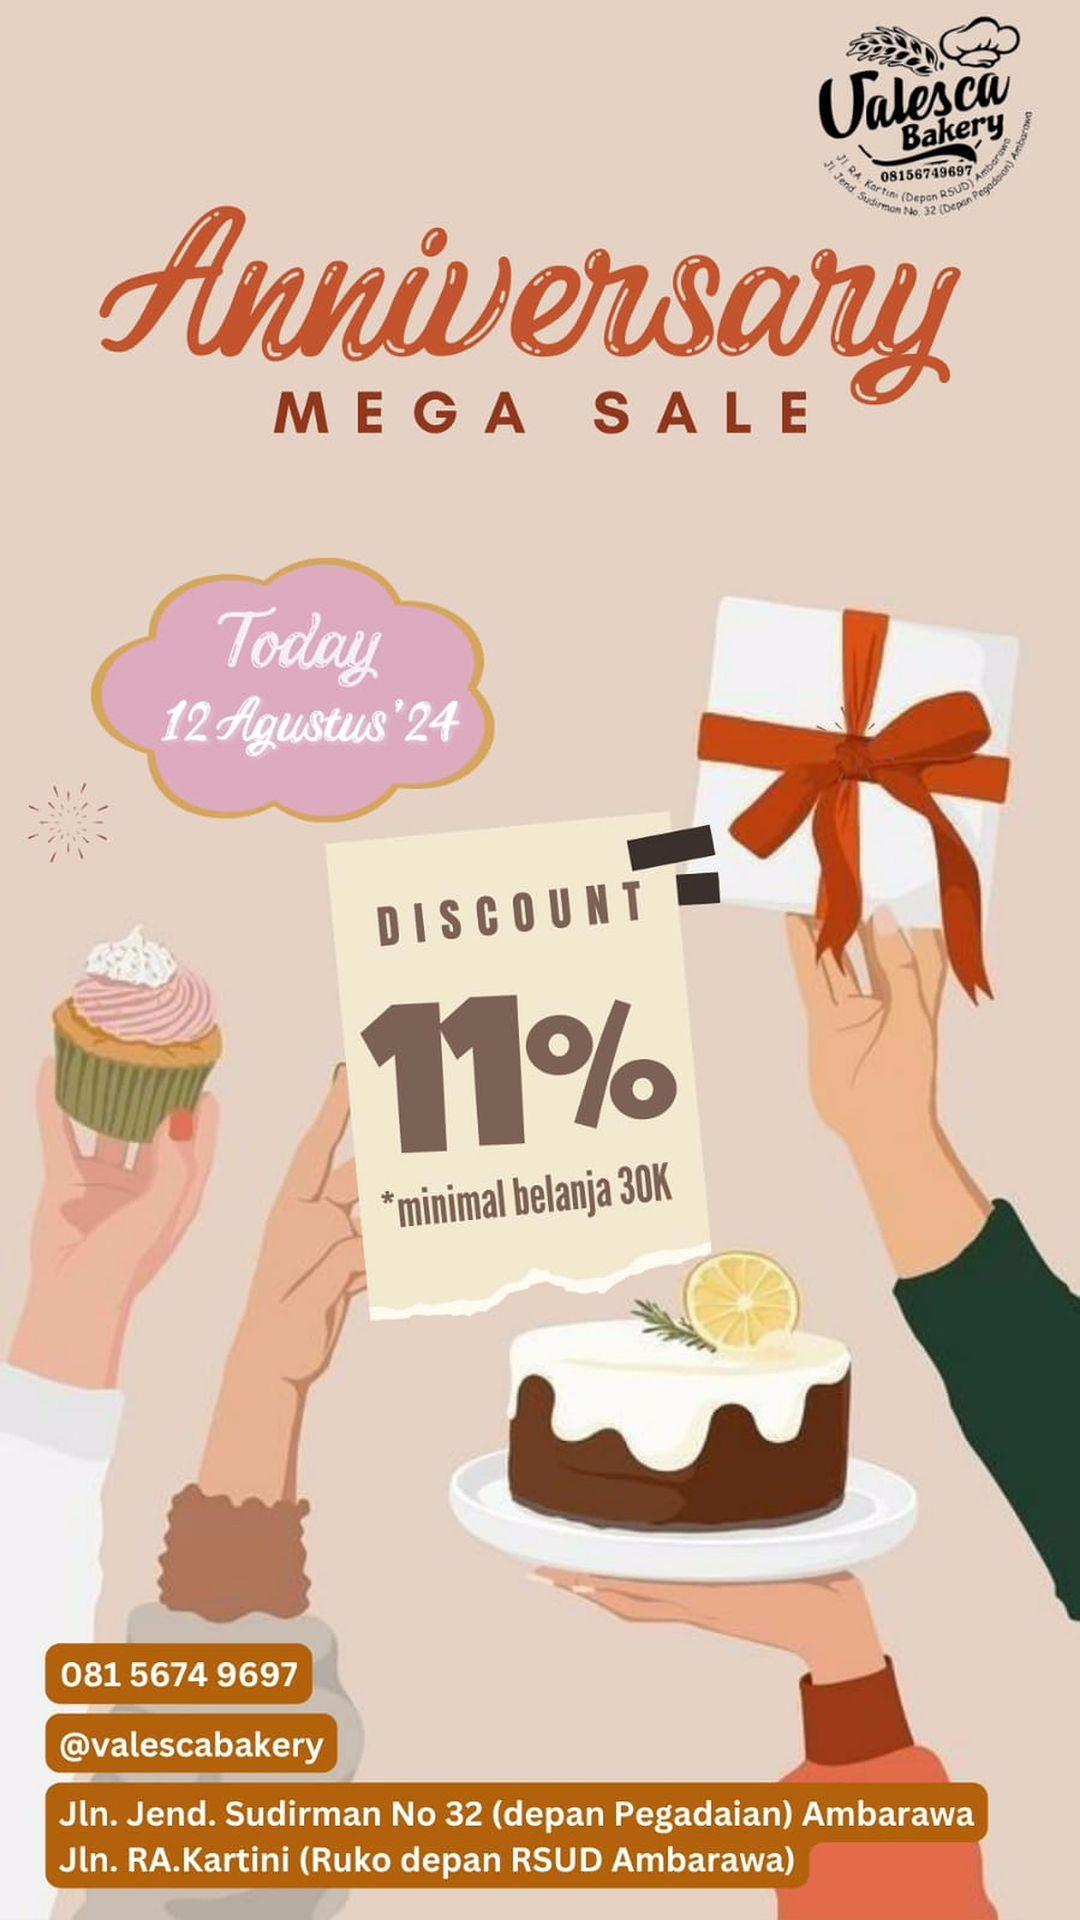 Valesca
Bakery
08156749697
Jl. RA. Kartini (Depan RSUD) Ambarawa
Jl. Jend. Sudirman No. 32 (Depan Pegadaian) Ambarawa
Anniversary
MEGA SALE
Today
12 Agustus'24
DISCOUNT
11%
*minimal belanja 30K
081 5674 9697
@valescabakery
Jln. Jend. Sudirman No 32 (depan Pegadaian) Ambarawa
Jln. RA.Kartini (Ruko depan RSUD Ambarawa)